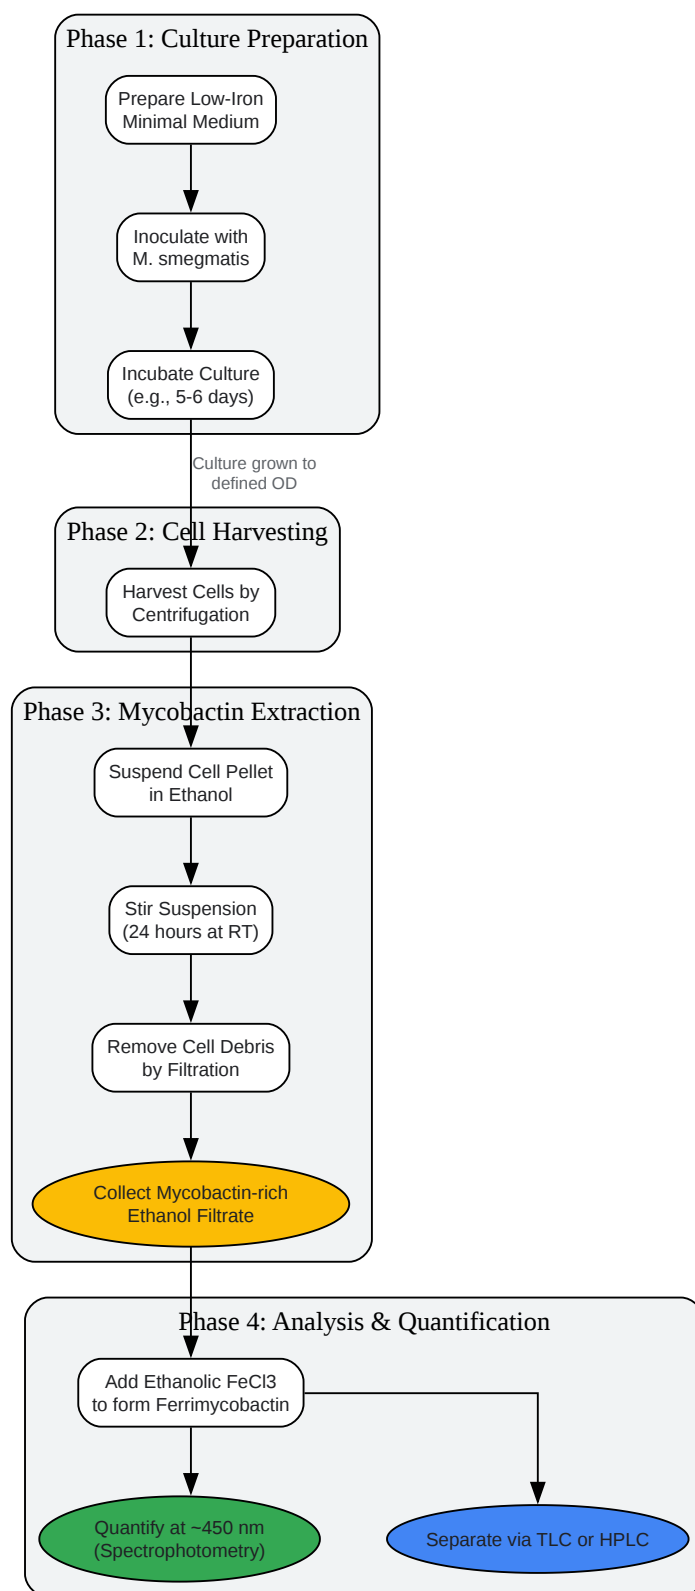 Phase 1: Culture Preparation
Prepare Low-Iron
Minimal Medium
Inoculate with
M. smegmatis
Incubate Culture
(e.g., 5-6 days)
Culture grown to
defined OD
Phase 2: Cell Harvesting
Harvest Cells by
Centrifugation
Phase 3: Mycobactin Extraction
Suspend Cell Pellet
in Ethanol
Stir Suspension
(24 hours at RT)
Remove Cell Debris
by Filtration
Collect Mycobactin-rich
Ethanol Filtrate
Phase 4: Analysis & Quantification
Add Ethanolic FeCl3
to form Ferrimycobactin
Quantify at ~450 nm
(Spectrophotometry)
Separate via TLC or HPLC